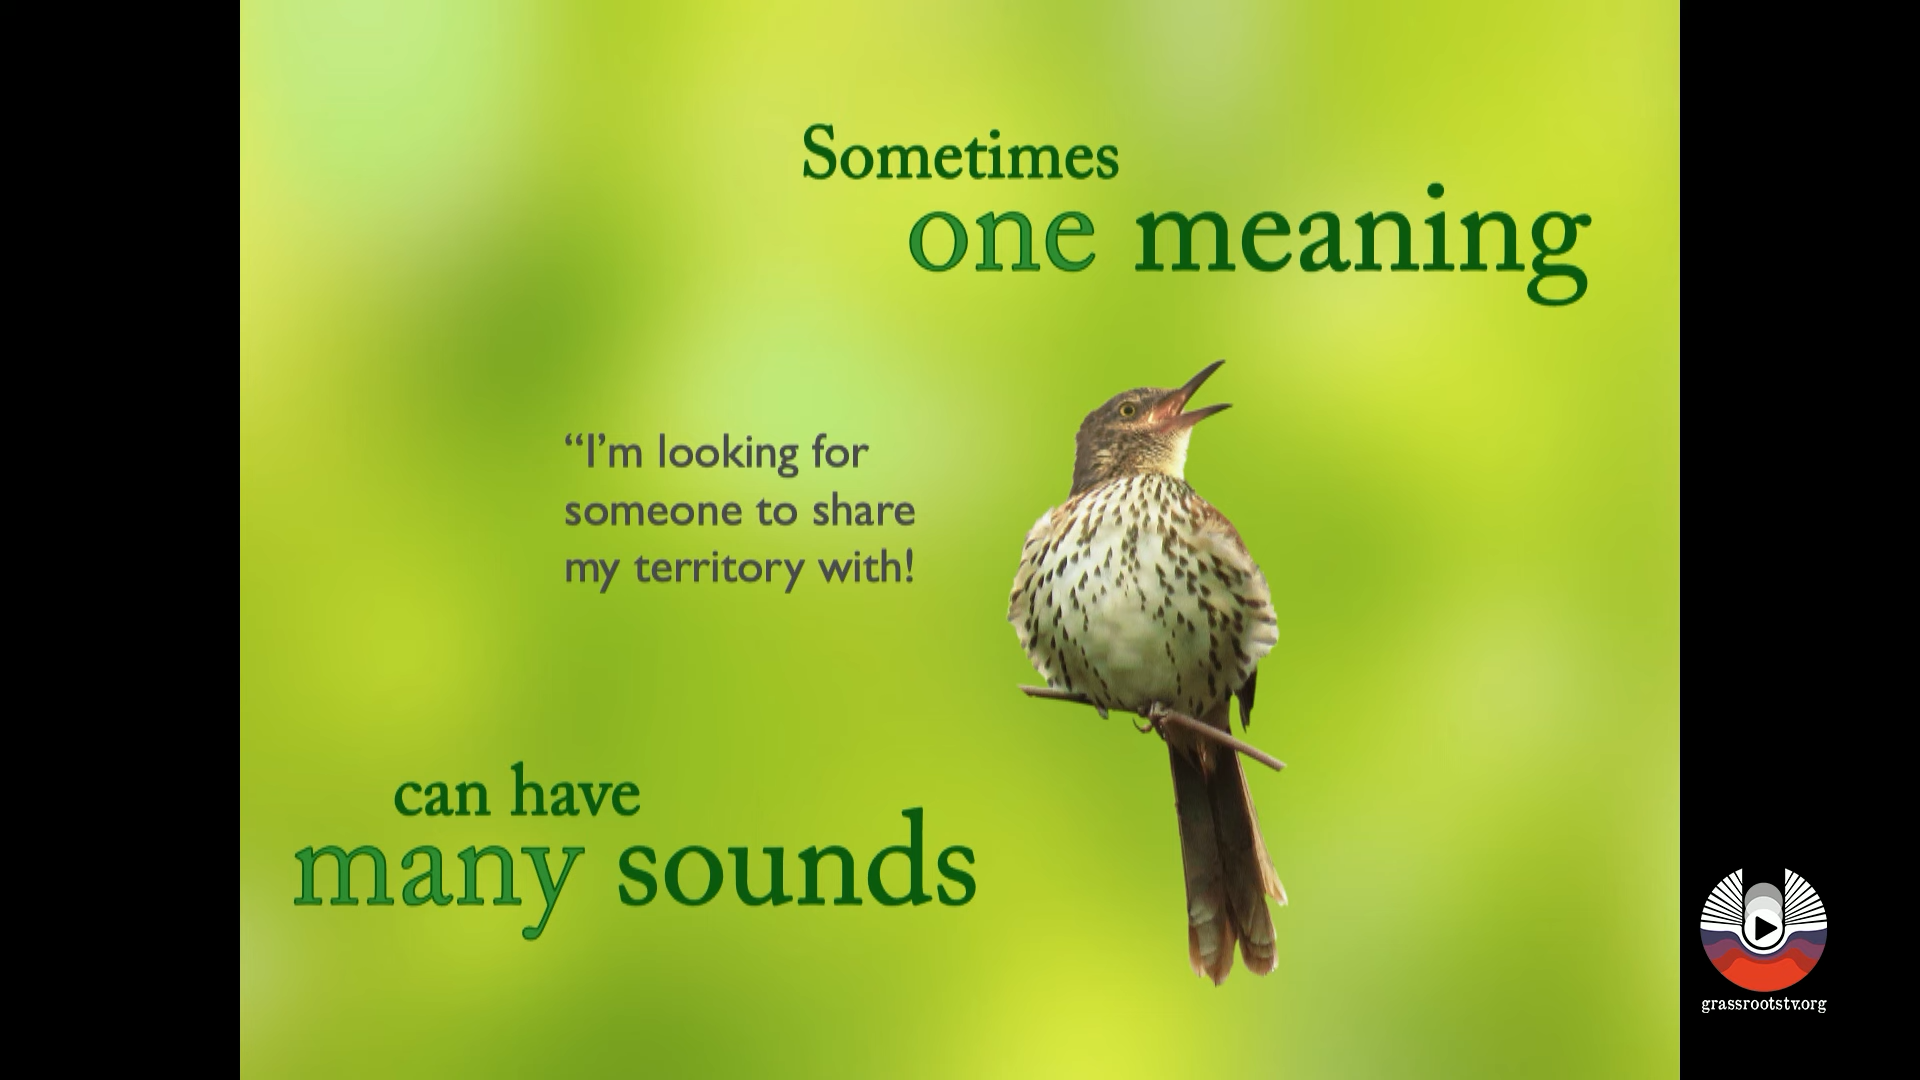 Sometimes
one meaning
“I’m looking for
someone to share
my territory with!
can have
many sounds
grassrootstv.org